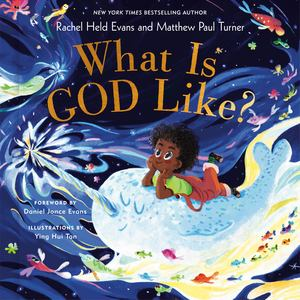 NEW YORK TIMES BESTSELLING AUTHOR
Rachel Held Evans and Matthew Paul Turner
What Is
GOD Like?
FOREWORD BY
Daniel Jonce Evans
ILLUSTRATIONS BY
Ying Hui Tan